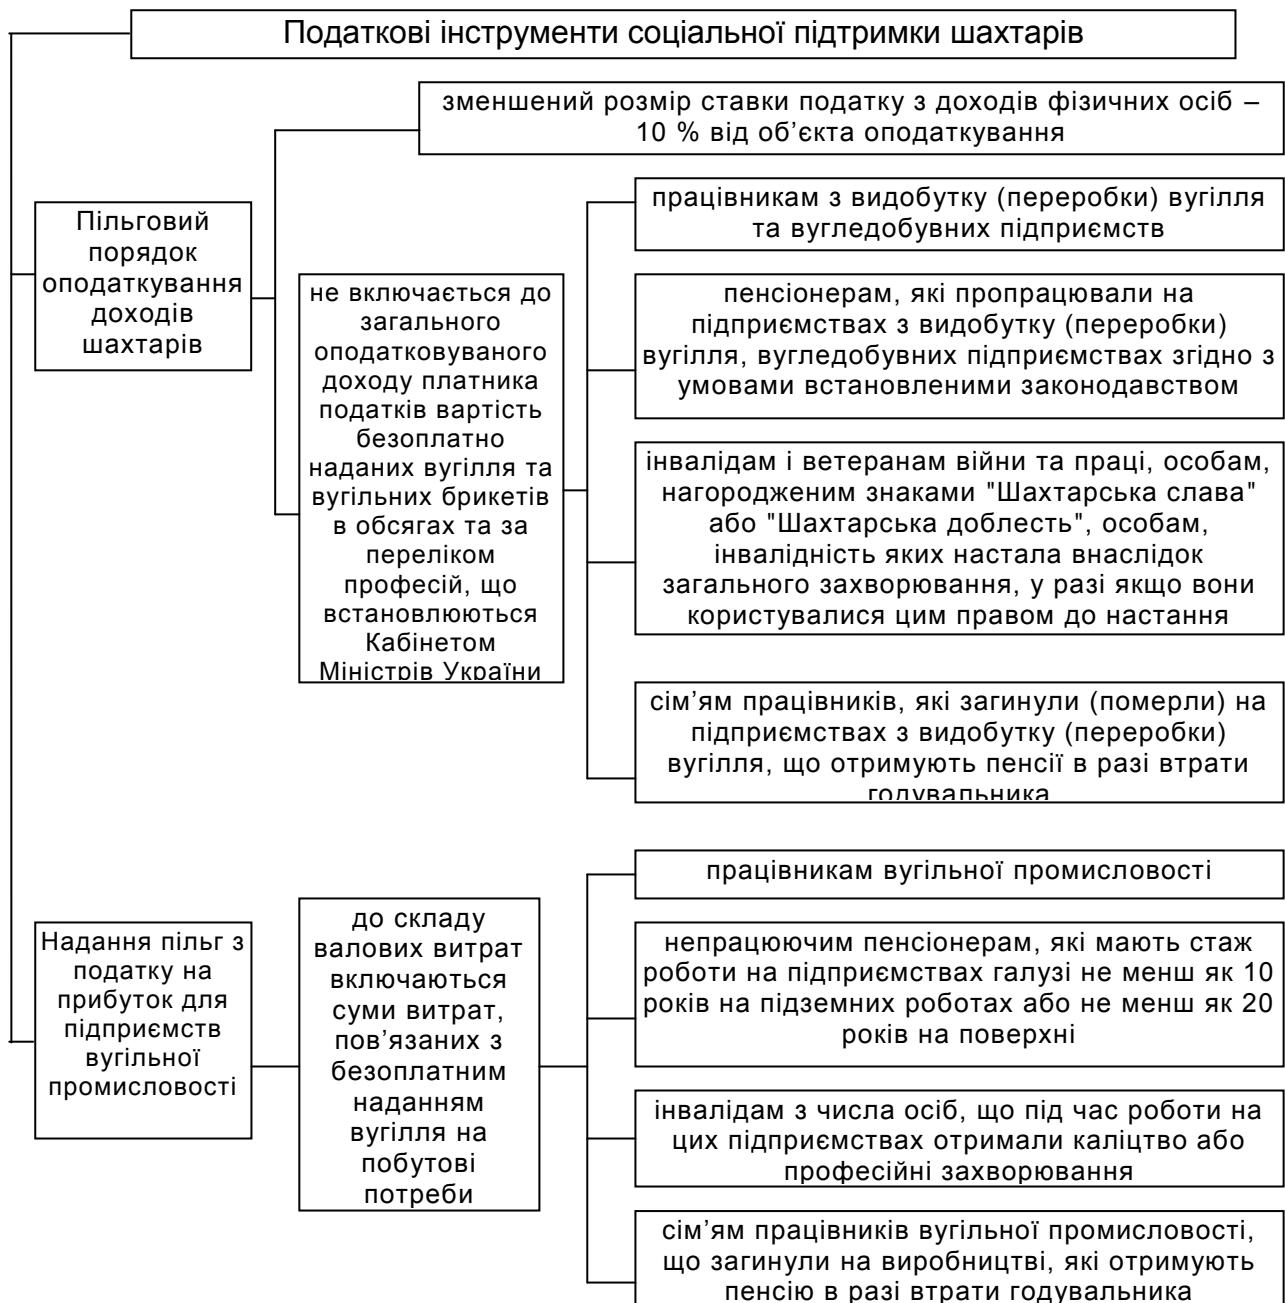 Податкові інструменти соціальної підтримки шахтарів
зменшений розмір ставки податку з доходів фізичних осіб –
10 % від об’єкта оподаткування
Пільговий
порядок
оподаткування
доходів
шахтарів
не включається до
загального
оподатковуваного
доходу платника
податків вартість
безоплатно
наданих вугілля та
вугільних брикетів
в обсягах та за
переліком
професій, що
встановлюються
Кабінетом
Міністрів України
працівникам з видобутку (переробки) вугілля
та вугледобувних підприємств
пенсіонерам, які пропрацювали на
підприємствах з видобутку (переробки)
вугілля, вугледобувних підприємствах згідно з
умовами встановленими законодавством
інвалідам і ветеранам війни та праці, особам,
нагородженим знаками "Шахтарська слава"
або "Шахтарська доблесть", особам,
інвалідність яких настала внаслідок
загального захворювання, у разі якщо вони
користувалися цим правом до настання
сім’ям працівників, які загинули (померли) на
підприємствах з видобутку (переробки)
вугілля, що отримують пенсії в разі втрати
годувальника
Надання пільг з
податку на
прибуток для
підприємств
вугільної
промисловості
до складу
валових витрат
включаються
суми витрат,
пов’язаних з
безоплатним
наданням
вугілля на
побутові
потреби
працівникам вугільної промисловості
непрацюючим пенсіонерам, які мають стаж
роботи на підприємствах галузі не менш як 10
років на підземних роботах або не менш як 20
років на поверхні
інвалідам з числа осіб, що під час роботи на
цих підприємствах отримали каліцтво або
професійні захворювання
сім’ям працівників вугільної промисловості,
що загинули на виробництві, які отримують
пенсію в разі втрати годувальника